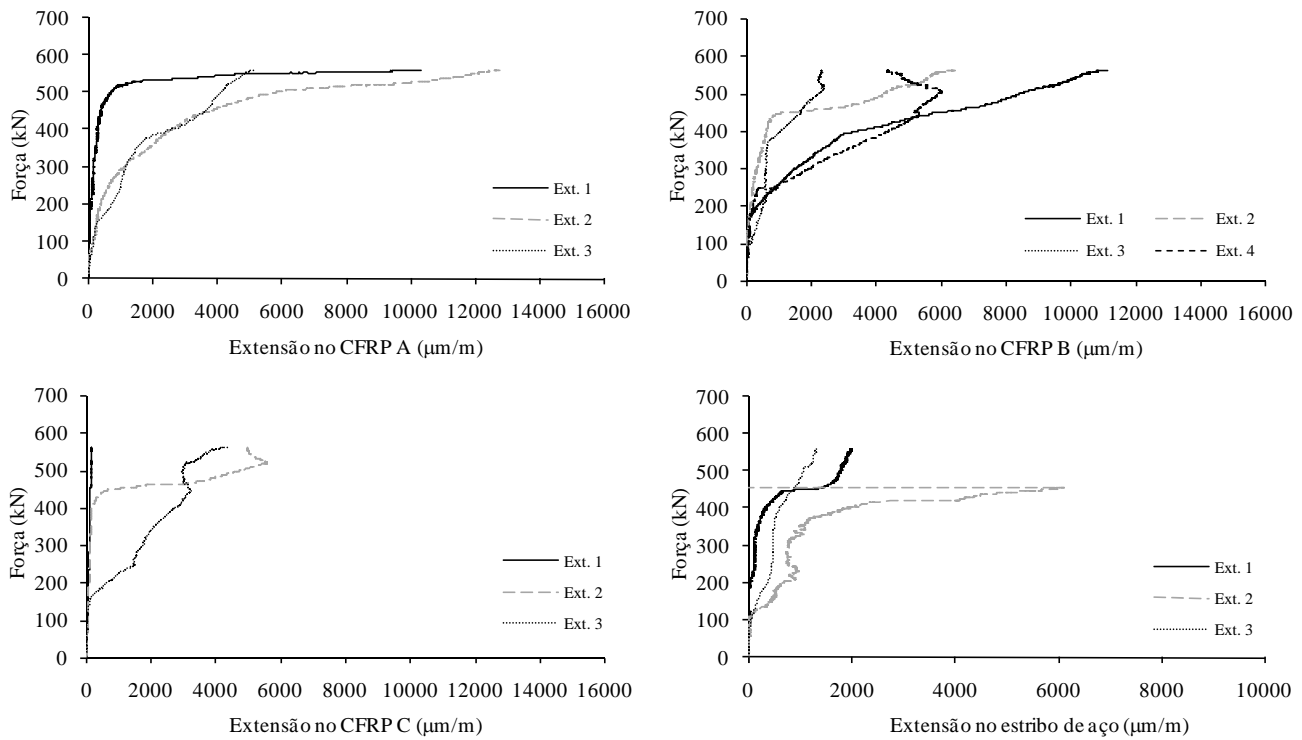 700
600
500
400
300
200
100
0
Força (kN)
Ext. 1
Ext. 2
Ext. 3
0 2000 4000 6000 8000 10000 12000 14000 16000
Extensão no CFRP A (μm/m)
700
600
500
400
300
200
100
0
Força (kN)
Ext. 1 Ext. 2
Ext. 3 Ext. 4
0 2000 4000 6000 8000 10000 12000 14000 16000
Extensão no CFRP B (μm/m)
700
600
500
400
300
200
100
0
Força (kN)
Ext. 1
Ext. 2
Ext. 3
0 2000 4000 6000 8000 10000 12000 14000 16000
Extensão no CFRP C (μm/m)
700
600
500
400
300
200
100
0
Força (kN)
Ext. 1
Ext. 2
Ext. 3
0 2000 4000 6000 8000 10000
Extensão no estribo de aço (μm/m)